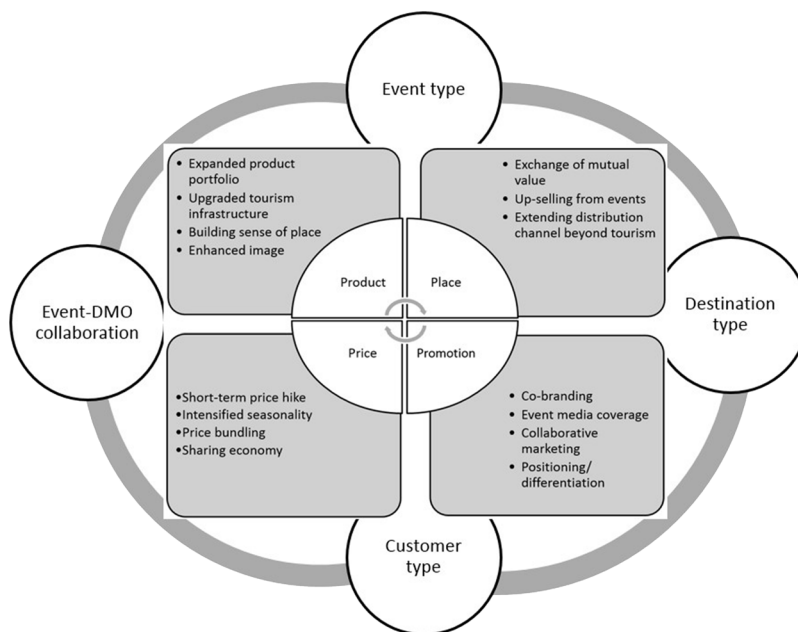 Event type
• Expanded product
portfolio
• Upgraded tourism
infrastructure
• Building sense of place
• Enhanced image
• Exchange of mutual
value
• Up-selling from events
• Extending distribution
channel beyond tourism
Product
Place
Event-DMO
collaboration
Destination
type
Price
Promotion
•Short-term price hike
•Intensified seasonality
•Price bundling
•Sharing economy
• Co-branding
• Event media coverage
• Collaborative
marketing
• Positioning/
differentiation
Customer
type